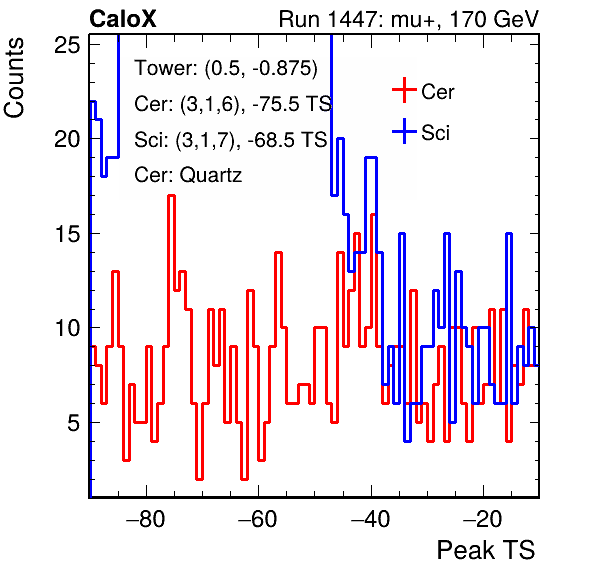 CaloX Run 1447: mu+, 170 GeV
Counts
25
20
15
10
5
Tower: (0.5, -0.875)
Cer: (3,1,6), -75.5 TS
Sci: (3,1,7), -68.5 TS
Cer: Quartz
Cer
Sci
−80 −60 −40 −20
Peak TS